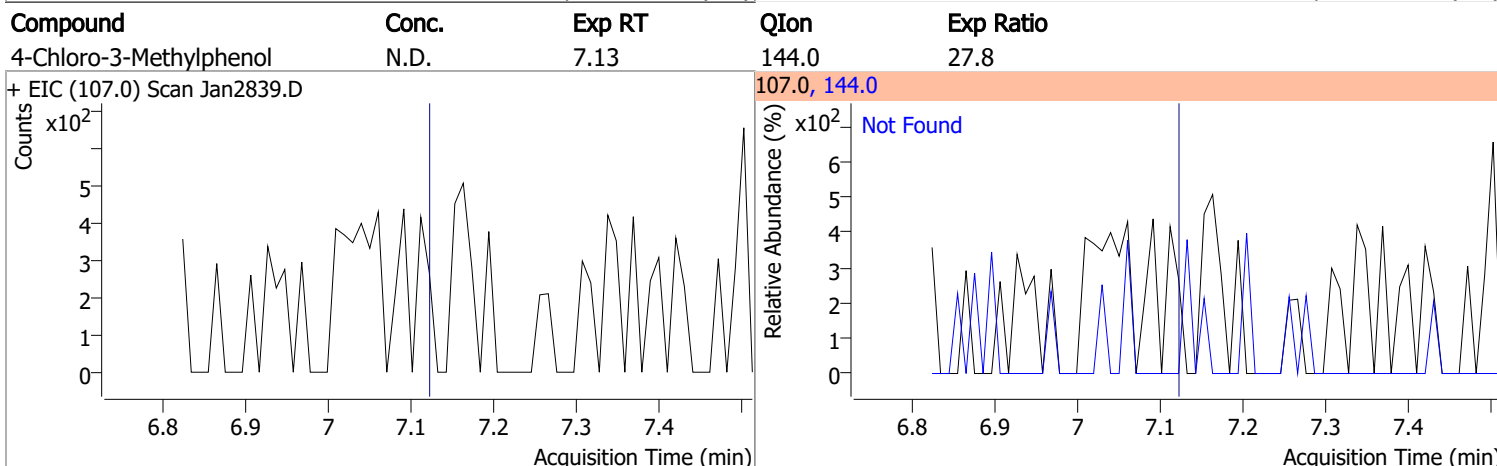 Compound Conc. Exp RT QIon Exp Ratio
4-Chloro-3-Methylphenol N.D. 7.13 144.0 27.8
+ EIC (107.0) Scan Jan2839.D
Counts
x10²
5
4
3
2
1
0
6.8 6.9 7 7.1 7.2 7.3 7.4
Acquisition Time (min)
107.0, 144.0
Relative Abundance (%)
x10²
Not Found
6
5
4
3
2
1
0
6.8 6.9 7 7.1 7.2 7.3 7.4
Acquisition Time (min)